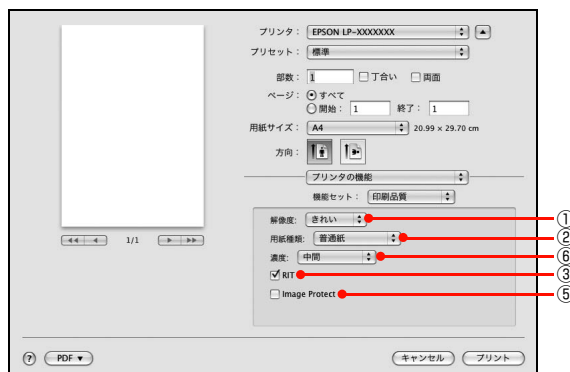 プリンタ： EPSON LP-XXXXXXX
プリセット： 標準
部数： 1 丁合い 両面
ページ： すべて
開始： 1 終了： 1
用紙サイズ： A4 20.99 x 29.70 cm
方向：
プリンタの機能
機能セット： 印刷品質
解像度： きれい ①
用紙種類： 普通紙 ②
濃度： 中間 ⑥
RIT ③
Image Protect ⑤
1/1
? PDF ▼ キャンセル プリント